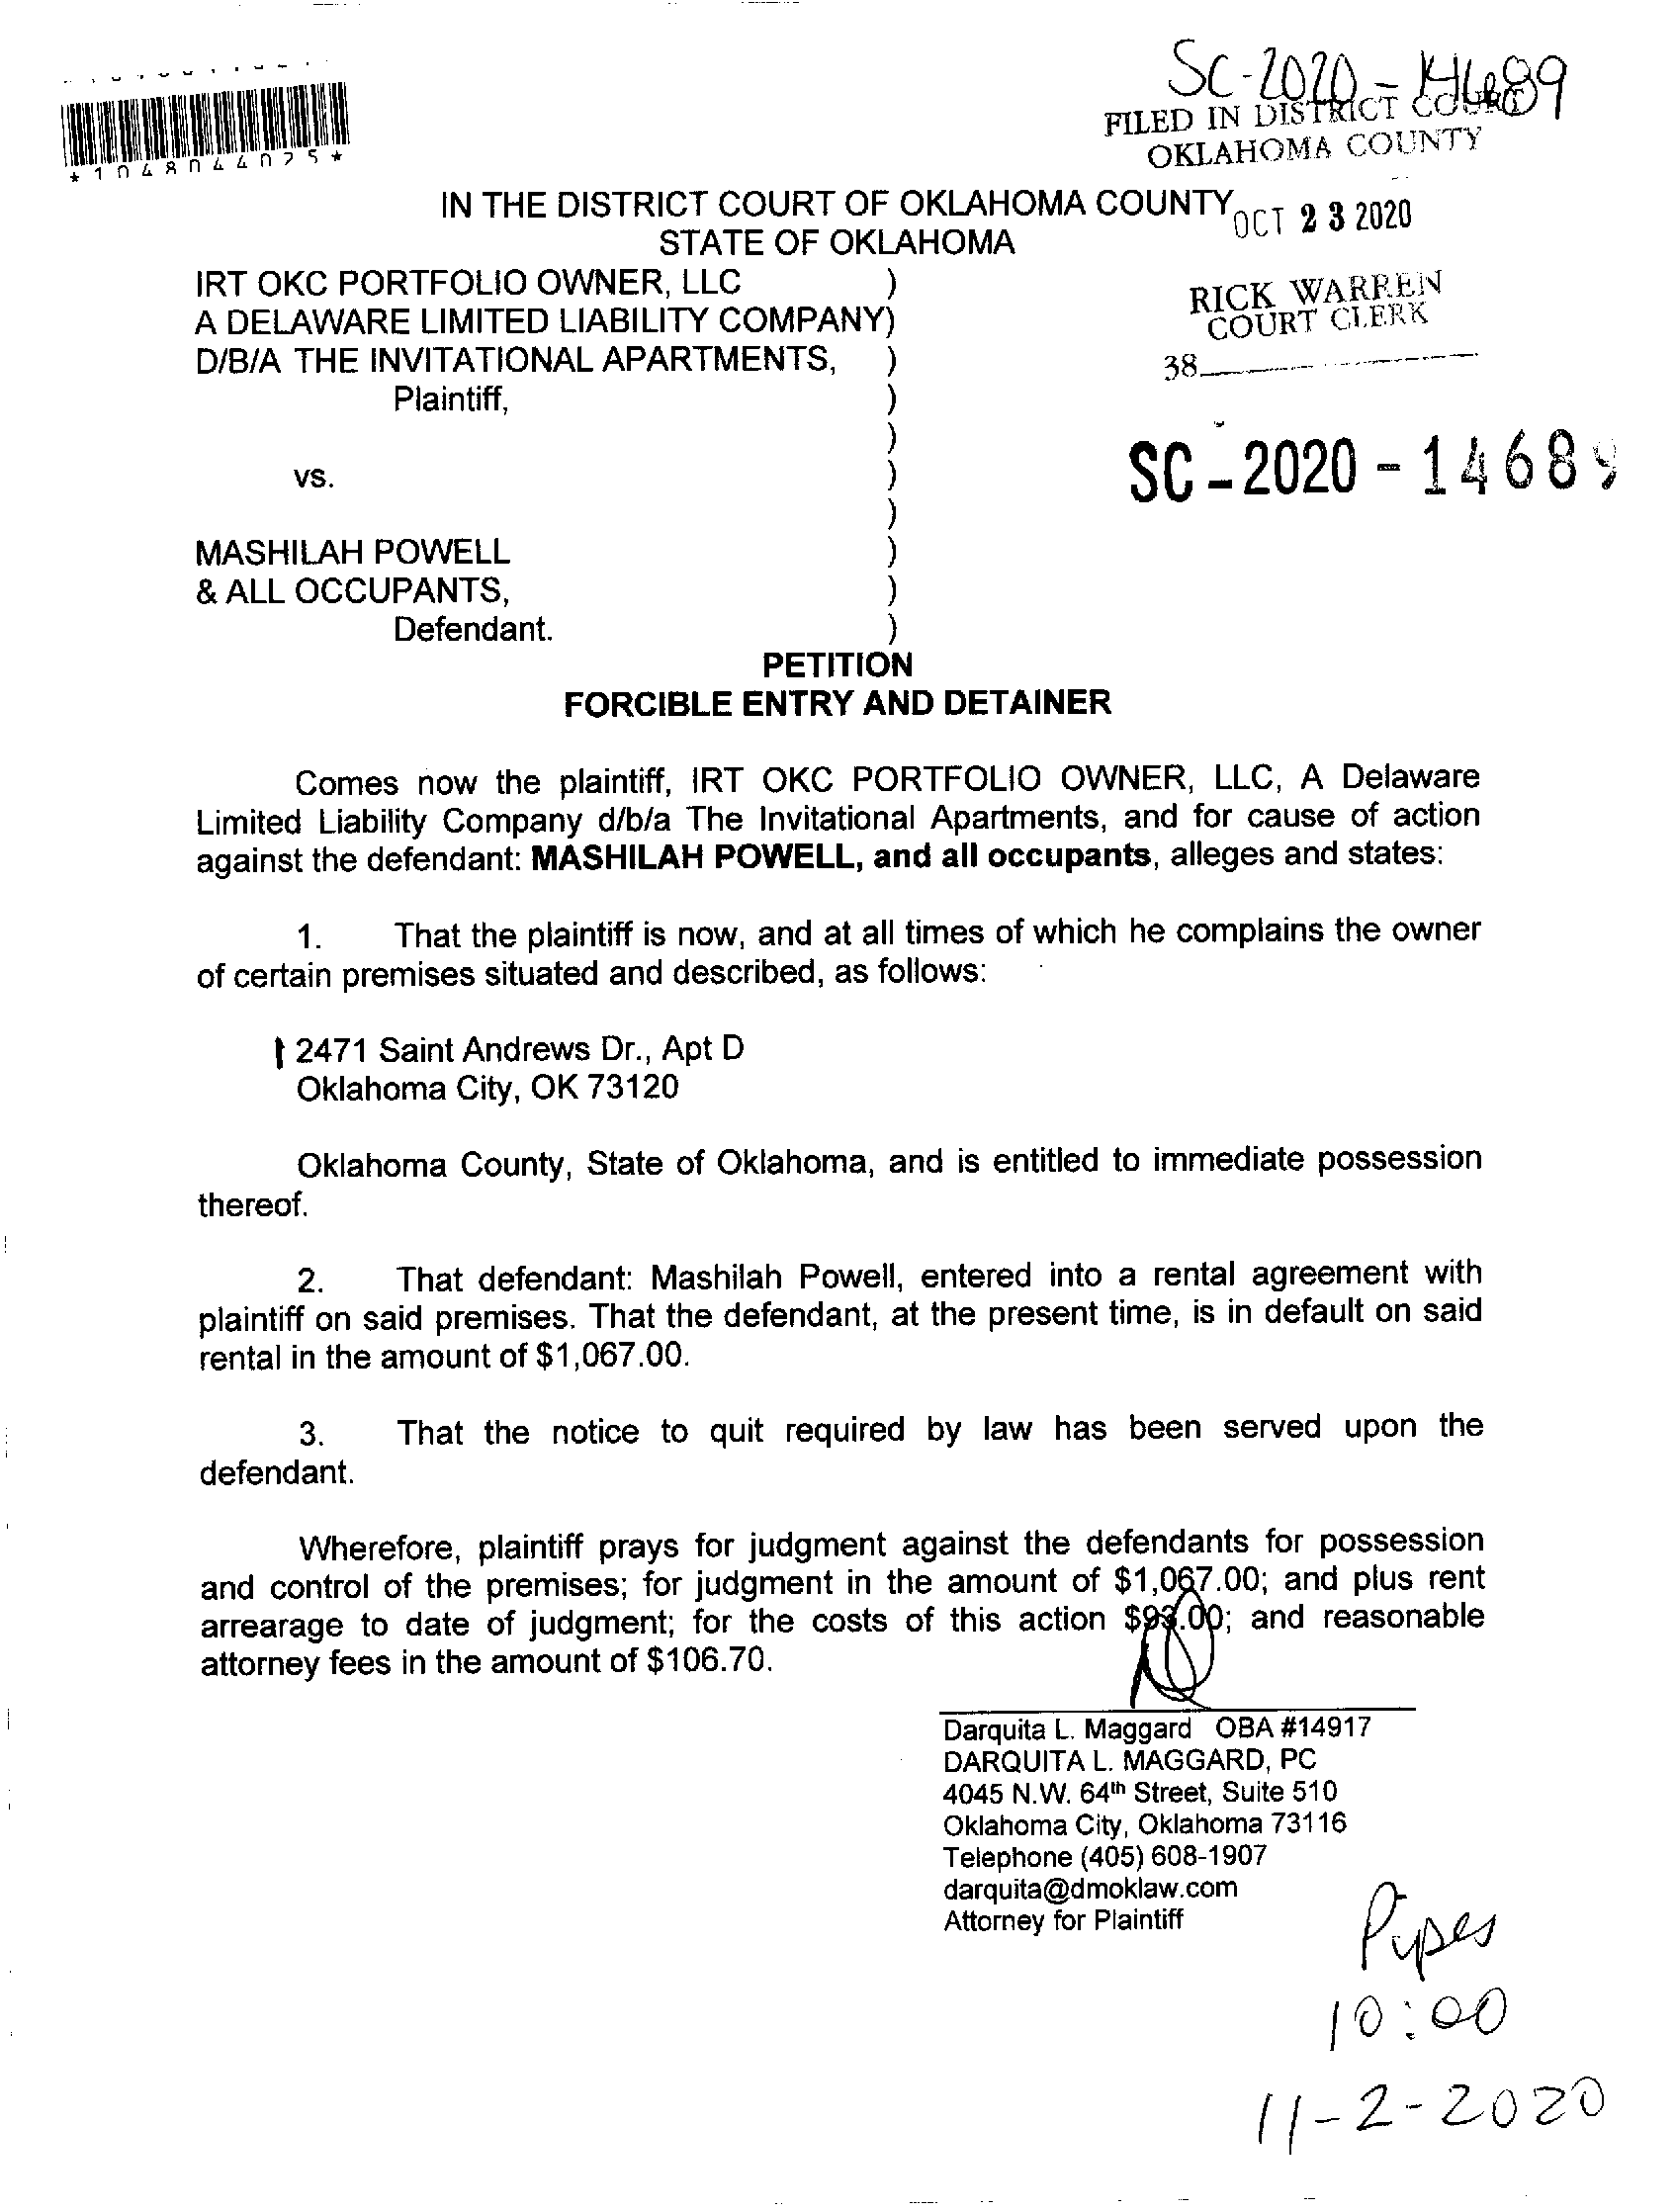 SC-2020-14689
FILED IN DISTRICT COURT
OKLAHOMA COUNTY
*1048044025*
IN THE DISTRICT COURT OF OKLAHOMA COUNTY
OCT 23 2020
STATE OF OKLAHOMA
IRT OKC PORTFOLIO OWNER, LLC )
A DELAWARE LIMITED LIABILITY COMPANY)
D/B/A THE INVITATIONAL APARTMENTS, )
Plaintiff, )
)
vs. )
)
MASHILAH POWELL )
& ALL OCCUPANTS, )
Defendant. )
RICK WARREN
COURT CLERK
38
SC-2020-14689
PETITION
FORCIBLE ENTRY AND DETAINER
Comes now the plaintiff, IRT OKC PORTFOLIO OWNER, LLC, A Delaware
Limited Liability Company d/b/a The Invitational Apartments, and for cause of action
against the defendant: MASHILAH POWELL, and all occupants, alleges and states:
1. That the plaintiff is now, and at all times of which he complains the owner
of certain premises situated and described, as follows:
12471 Saint Andrews Dr., Apt D
Oklahoma City, OK 73120
Oklahoma County, State of Oklahoma, and is entitled to immediate possession
thereof.
2. That defendant: Mashilah Powell, entered into a rental agreement with
plaintiff on said premises. That the defendant, at the present time, is in default on said
rental in the amount of $1,067.00.
3. That the notice to quit required by law has been served upon the
defendant.
Wherefore, plaintiff prays for judgment against the defendants for possession
and control of the premises; for judgment in the amount of $1,067.00; and plus rent
arrearage to date of judgment; for the costs of this action $93.00; and reasonable
attorney fees in the amount of $106.70.
Darquita L. Maggard OBA #14917
DARQUITA L. MAGGARD, PC
4045 N.W. 64th Street, Suite 510
Oklahoma City, Oklahoma 73116
Telephone (405) 608-1907
darquita@dmoklaw.com
Attorney for Plaintiff
Pipes
10:00
11-2-2020